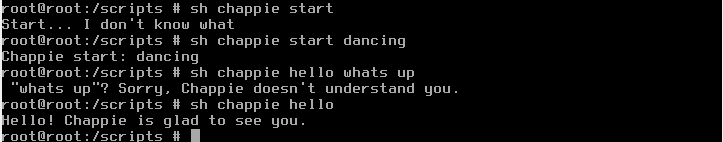 root@root:/scripts # sh chappie start
Start... I don't know what
root@root:/scripts # sh chappie start dancing
Chappie start: dancing
root@root:/scripts # sh chappie hello whats up
 "whats up"? Sorry, Chappie doesn't understand you.
root@root:/scripts # sh chappie hello
Hello! Chappie is glad to see you.
root@root:/scripts #